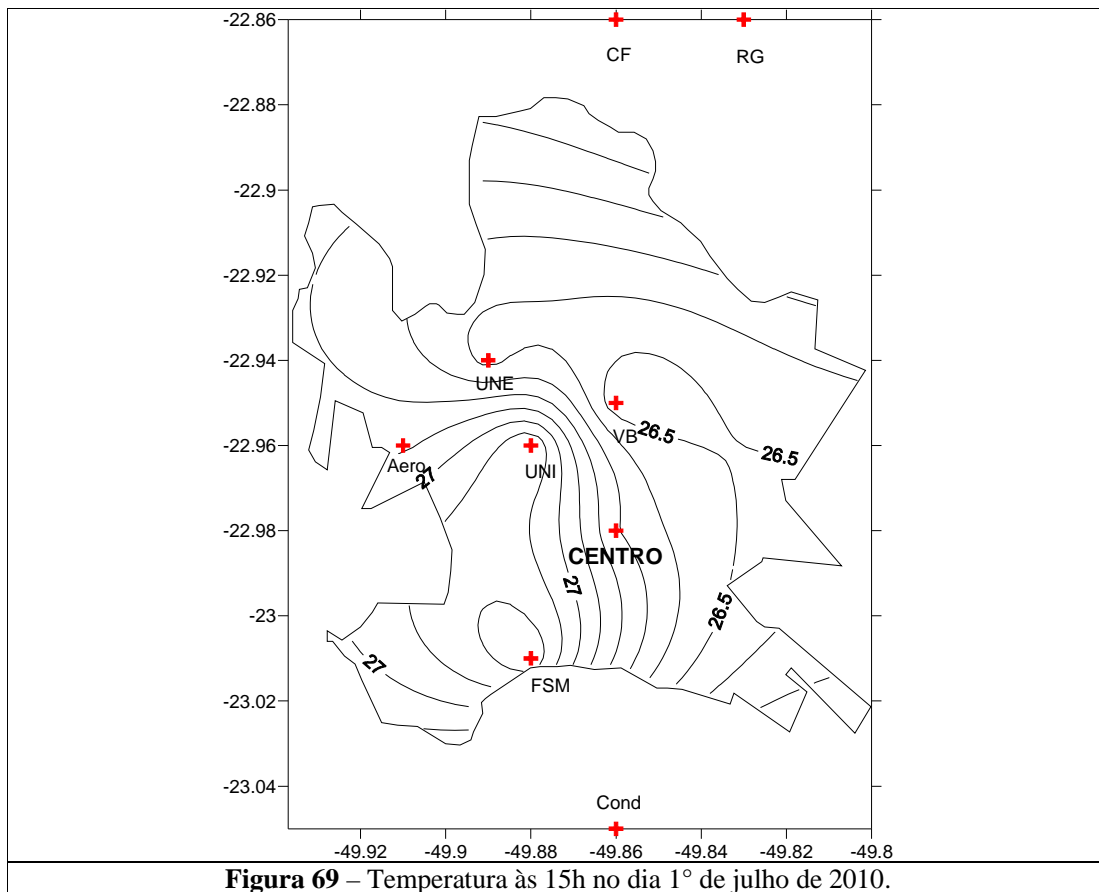 -22.86
CF
RG
-22.88
-22.9
-22.92
-22.94
UNE
VB
26.5
26.5
-22.96
Aero
27
UNI
-22.98
CENTRO
27
-23
26.5
27
FSM
-23.02
-23.04
Cond
-49.92 -49.9 -49.88 -49.86 -49.84 -49.82 -49.8
Figura 69 – Temperatura às 15h no dia 1° de julho de 2010.